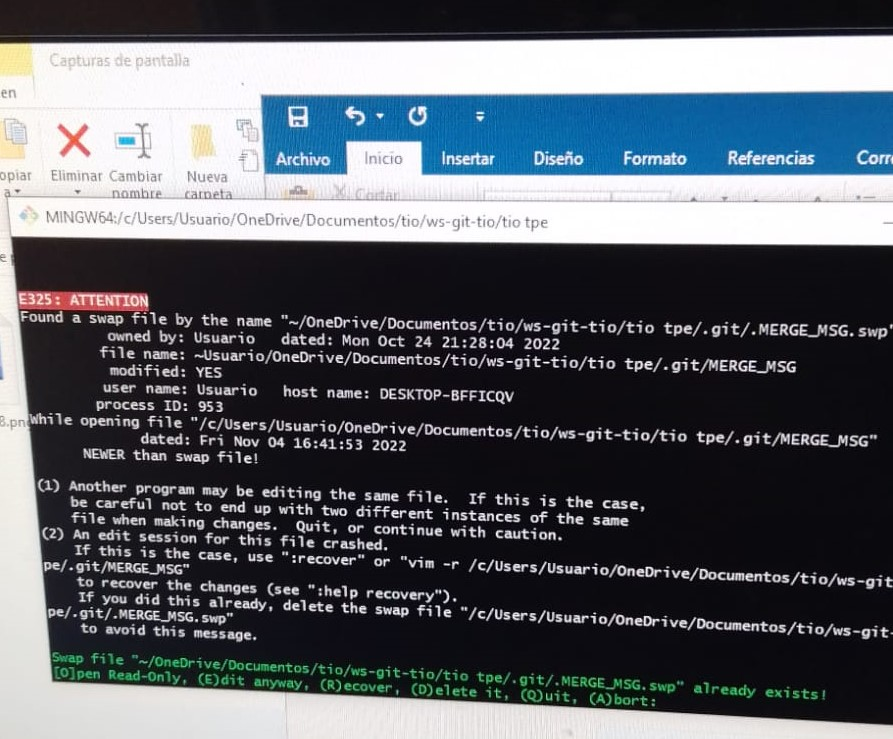 Capturas de pantalla
en
opiar
a
Eliminar
Cambiar
nombre
Nueva
carpeta
Archivo Inicio Insertar Diseño Formato Referencias Corre
Cortar
MINGW64:/c/Users/Usuario/OneDrive/Documentos/tio/ws-git-tio/tio tpe
E325: ATTENTION
Found a swap file by the name "~/OneDrive/Documentos/tio/ws-git-tio/tio tpe/.git/.MERGE_MSG.swp"
owned by: Usuario dated: Mon Oct 24 21:28:04 2022
file name: ~Usuario/OneDrive/Documentos/tio/ws-git-tio/tio tpe/.git/MERGE_MSG
modified: YES
user name: Usuario host name: DESKTOP-BFFICQV
process ID: 953
8.png
While opening file "/c/Users/Usuario/OneDrive/Documentos/tio/ws-git-tio/tio tpe/.git/MERGE_MSG"
dated: Fri Nov 04 16:41:53 2022
NEWER than swap file!
(1) Another program may be editing the same file. If this is the case,
be careful not to end up with two different instances of the same
file when making changes. Quit, or continue with caution.
(2) An edit session for this file crashed.
If this is the case, use ":recover" or "vim -r /c/Users/Usuario/OneDrive/Documentos/tio/ws-git
pe/.git/MERGE_MSG"
to recover the changes (see ":help recovery").
If you did this already, delete the swap file "/c/Users/Usuario/OneDrive/Documentos/tio/ws-git-
pe/.git/.MERGE_MSG.swp"
to avoid this message.
Swap file "~/OneDrive/Documentos/tio/ws-git-tio/tio tpe/.git/.MERGE_MSG.swp" already exists!
[O]pen Read-Only, (E)dit anyway, (R)ecover, (D)elete it, (Q)uit, (A)bort: